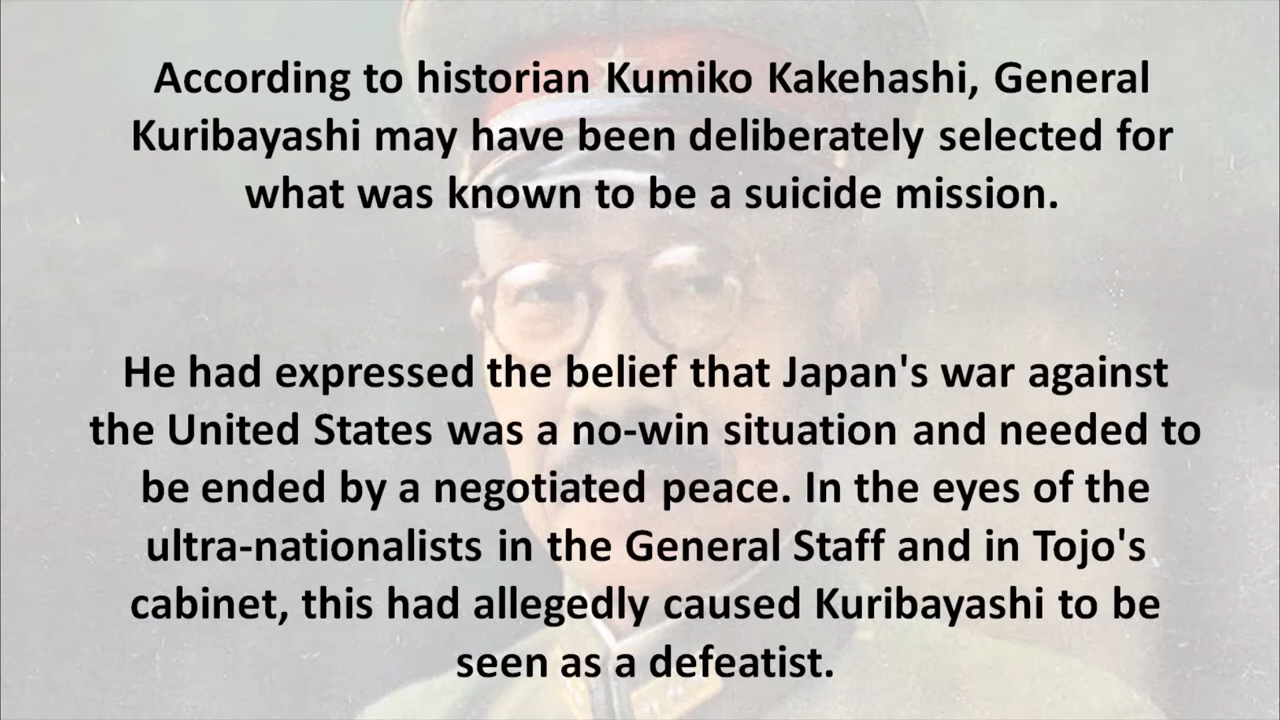 According to historian Kumiko Kakehashi, General
Kuribayashi may have been deliberately selected for
what was known to be a suicide mission.
He had expressed the belief that Japan's war against
the United States was a no-win situation and needed to
be ended by a negotiated peace. In the eyes of the
ultra-nationalists in the General Staff and in Tojo's
cabinet, this had allegedly caused Kuribayashi to be
seen as a defeatist.